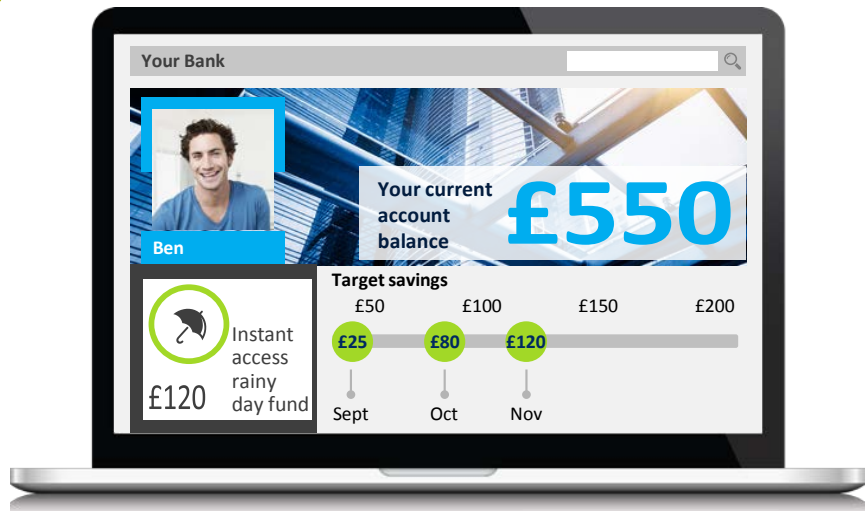 Your Bank
Your current
account
balance
£550
Ben
Target savings
£50 £100 £150 £200
£25 £80 £120
Sept Oct Nov
Instant
access
rainy
day fund
£120